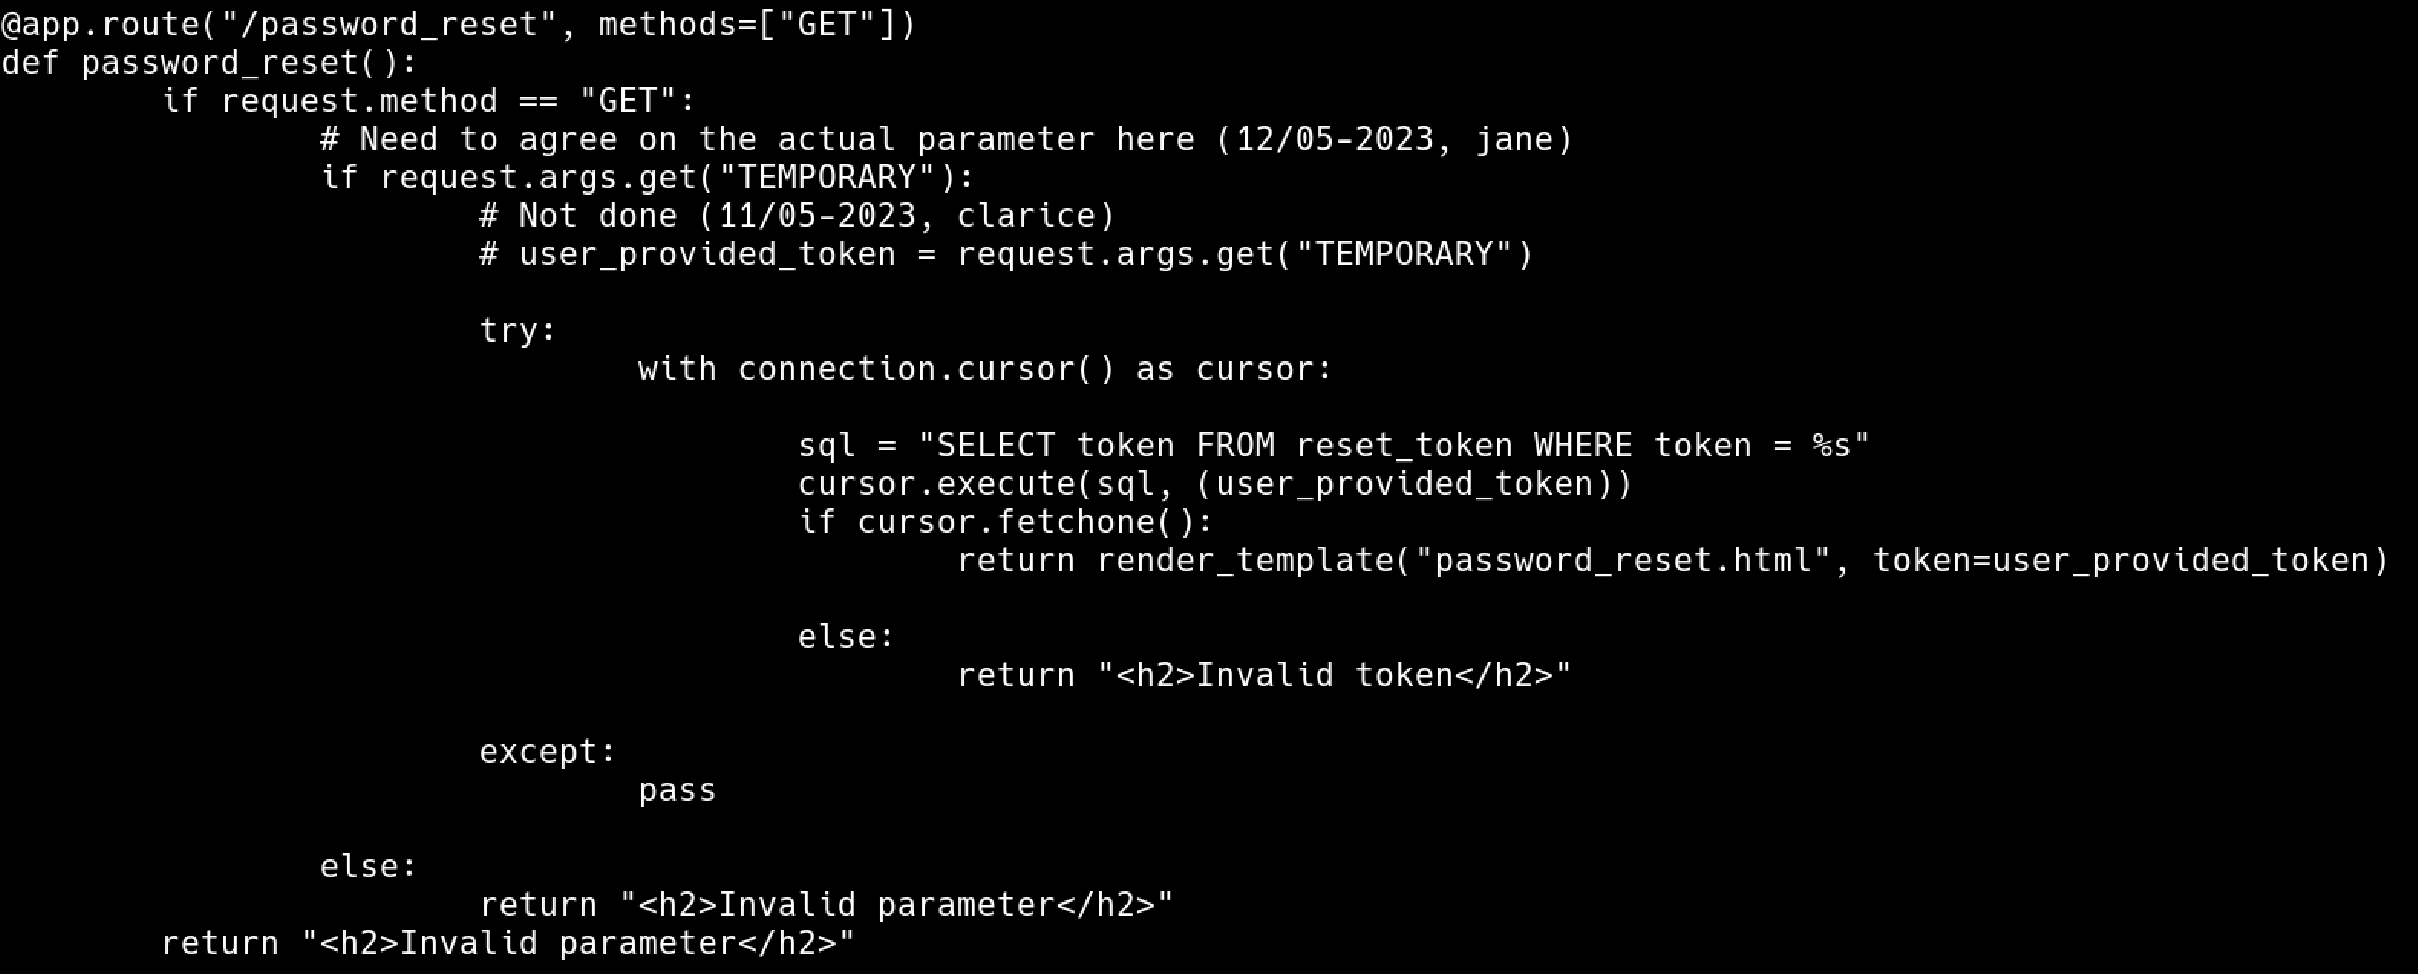 @app.route("/password_reset", methods=["GET"])
def password_reset():
        if request.method == "GET":
                # Need to agree on the actual parameter here (12/05-2023, jane)
                if request.args.get("TEMPORARY"):
                        # Not done (11/05-2023, clarice)
                        # user_provided_token = request.args.get("TEMPORARY")

                        try:
                                with connection.cursor() as cursor:

                                        sql = "SELECT token FROM reset_token WHERE token = %s"
                                        cursor.execute(sql, (user_provided_token))
                                        if cursor.fetchone():
                                                return render_template("password_reset.html", token=user_provided_token)

                                        else:
                                                return "<h2>Invalid token</h2>"

                        except:
                                pass

                else:
                        return "<h2>Invalid parameter</h2>"
        return "<h2>Invalid parameter</h2>"